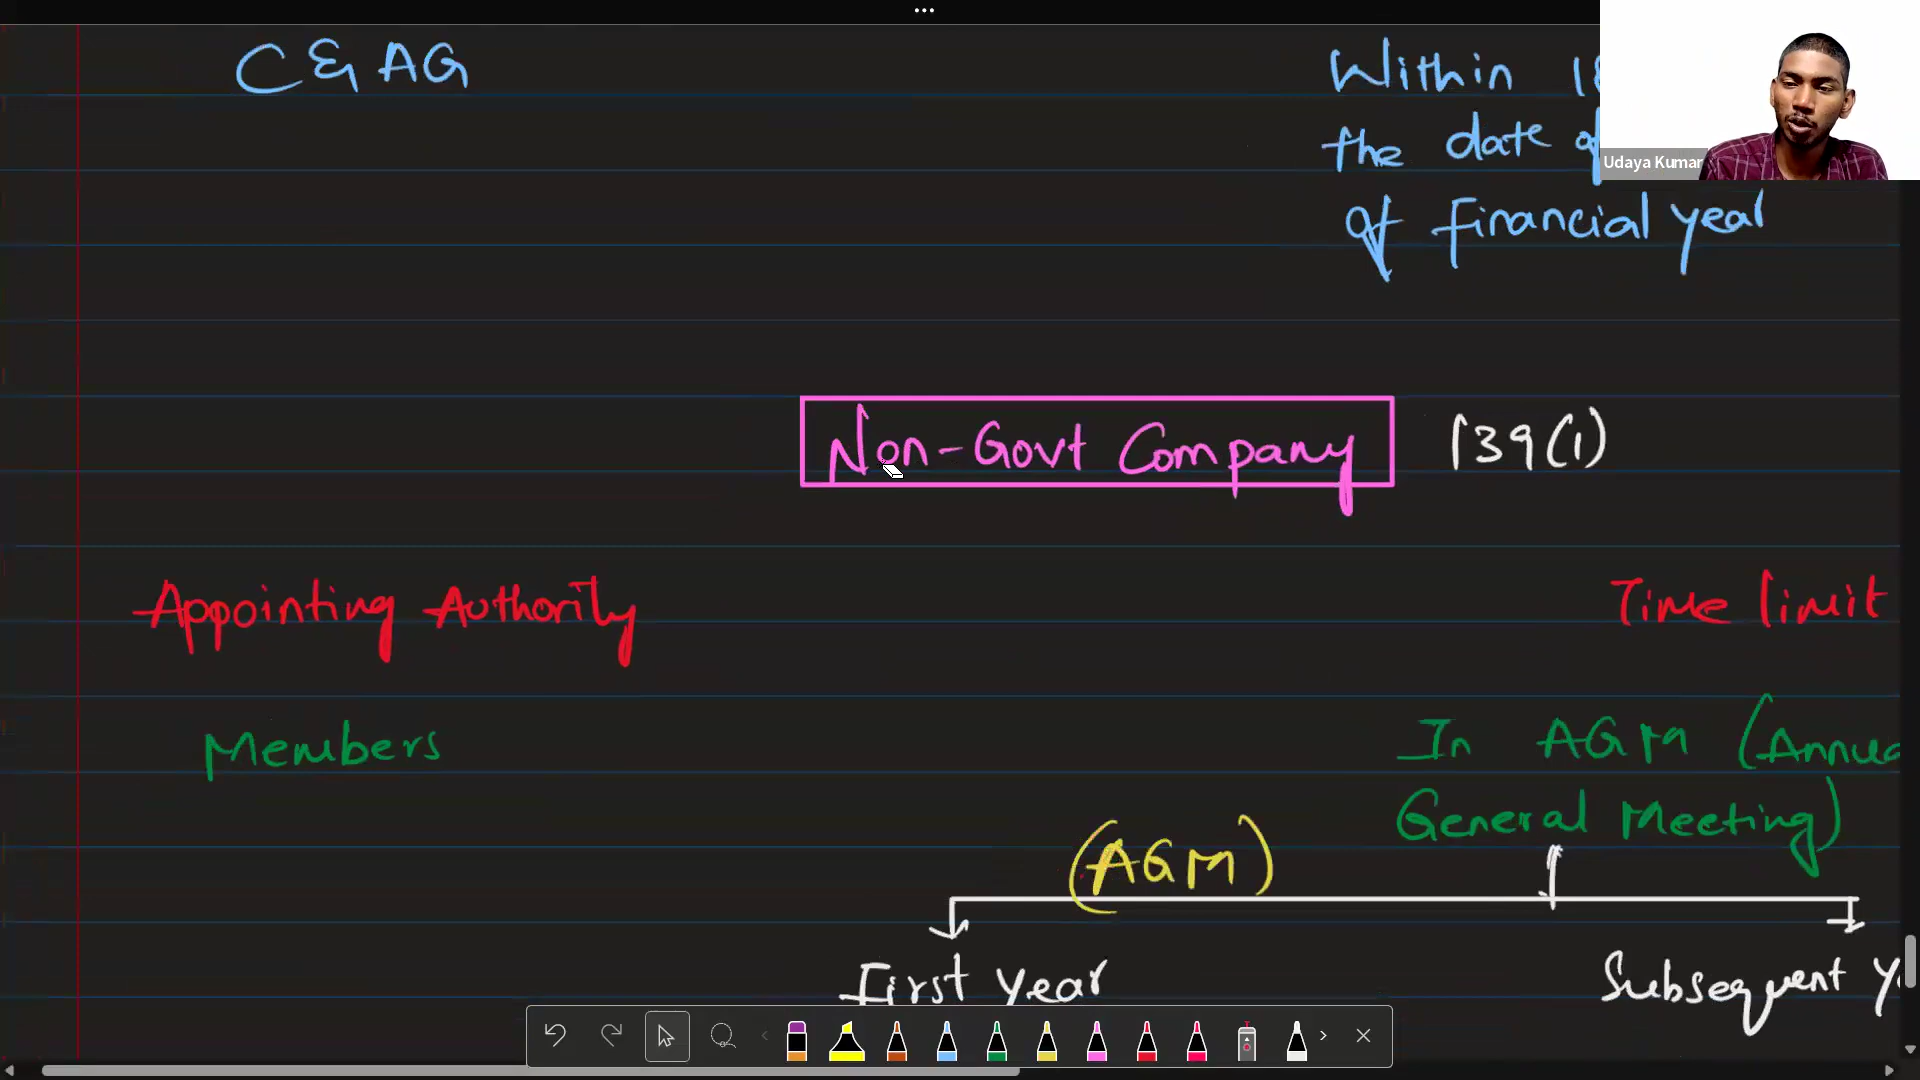 C&AG
Within
the date of
of financial year
Udaya Kumar
Non-Govt Company 139(1)
Appointing Authority
Time limit
Members
In AGM (Annua
General Meeting)
(AGM)
First year
Subsequent